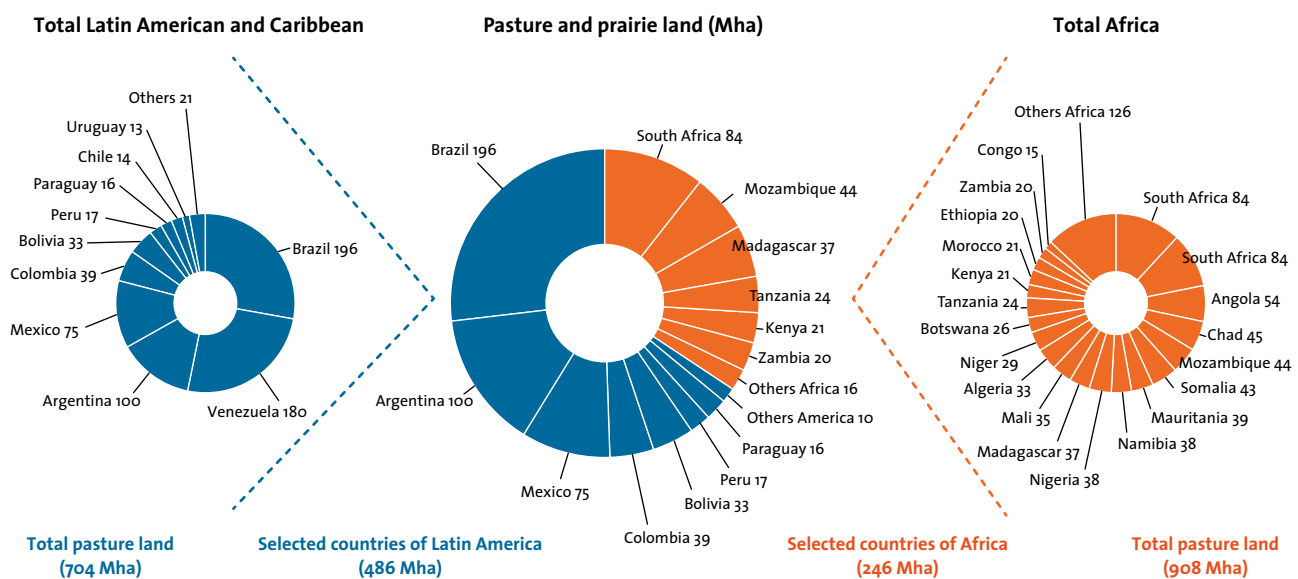 Total Latin American and Caribbean
Others 21
Uruguay 13
Chile 14
Paraguay 16
Peru 17
Bolivia 33
Colombia 39
Mexico 75
Argentina 100
Venezuela 180
Brazil 196
Total pasture land
(704 Mha)
Pasture and prairie land (Mha)
Brazil 196
South Africa 84
Mozambique 44
Madagascar 37
Tanzania 24
Kenya 21
Zambia 20
Others Africa 16
Others America 10
Paraguay 16
Peru 17
Bolivia 33
Colombia 39
Mexico 75
Argentina 100
Selected countries of Latin America
(486 Mha)
Selected countries of Africa
(246 Mha)
Total Africa
Others Africa 126
Congo 15
Zambia 20
Ethiopia 20
Morocco 21
Kenya 21
Tanzania 24
Botswana 26
Niger 29
Algeria 33
Mali 35
Madagascar 37
Nigeria 38
Namibia 38
Mauritania 39
Somalia 43
Mozambique 44
Chad 45
Angola 54
South Africa 84
South Africa 84
Total pasture land
(908 Mha)